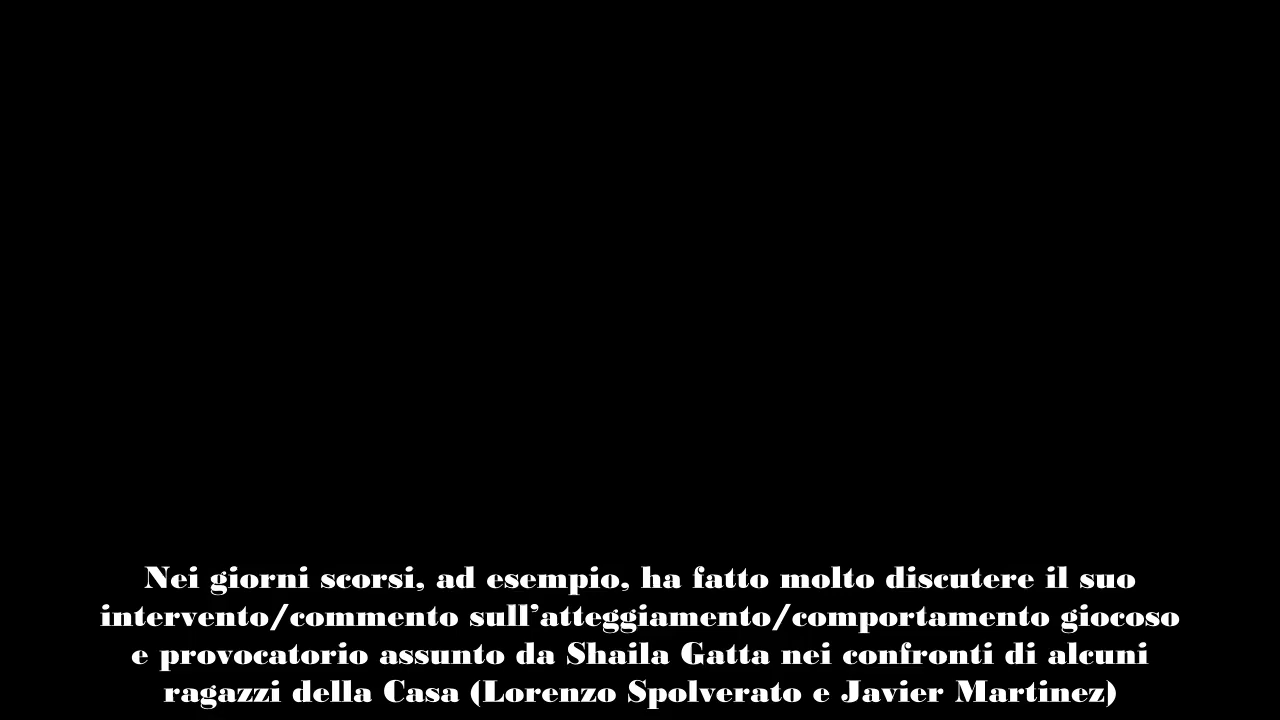 Nei giorni scorsi, ad esempio, ha fatto molto discutere il suo
intervento/commento sull’atteggiamento/comportamento giocoso
e provocatorio assunto da Shaila Gatta nei confronti di alcuni
ragazzi della Casa (Lorenzo Spolverato e Javier Martinez)